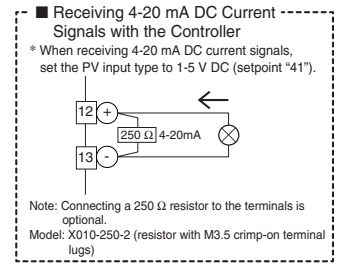 ■ Receiving 4-20 mA DC Current
Signals with the Controller
* When receiving 4-20 mA DC current signals,
set the PV input type to 1-5 V DC (setpoint “41”).
12 +
250 Ω 4-20mA
13 -
Note: Connecting a 250 Ω resistor to the terminals is
optional.
Model: X010-250-2 (resistor with M3.5 crimp-on terminal
lugs)